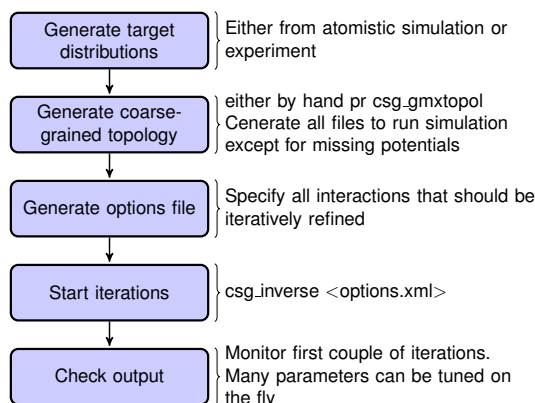 Generate target
distributions
Either from atomistic simulation or
experiment
Generate coarse-
grained topology
either by hand pr csg_gmxtopol
Cenerate all files to run simulation
except for missing potentials
Generate options file
Specify all interactions that should be
iteratively refined
Start iterations
csg_inverse <options.xml>
Check output
Monitor first couple of iterations.
Many parameters can be tuned on
the fly